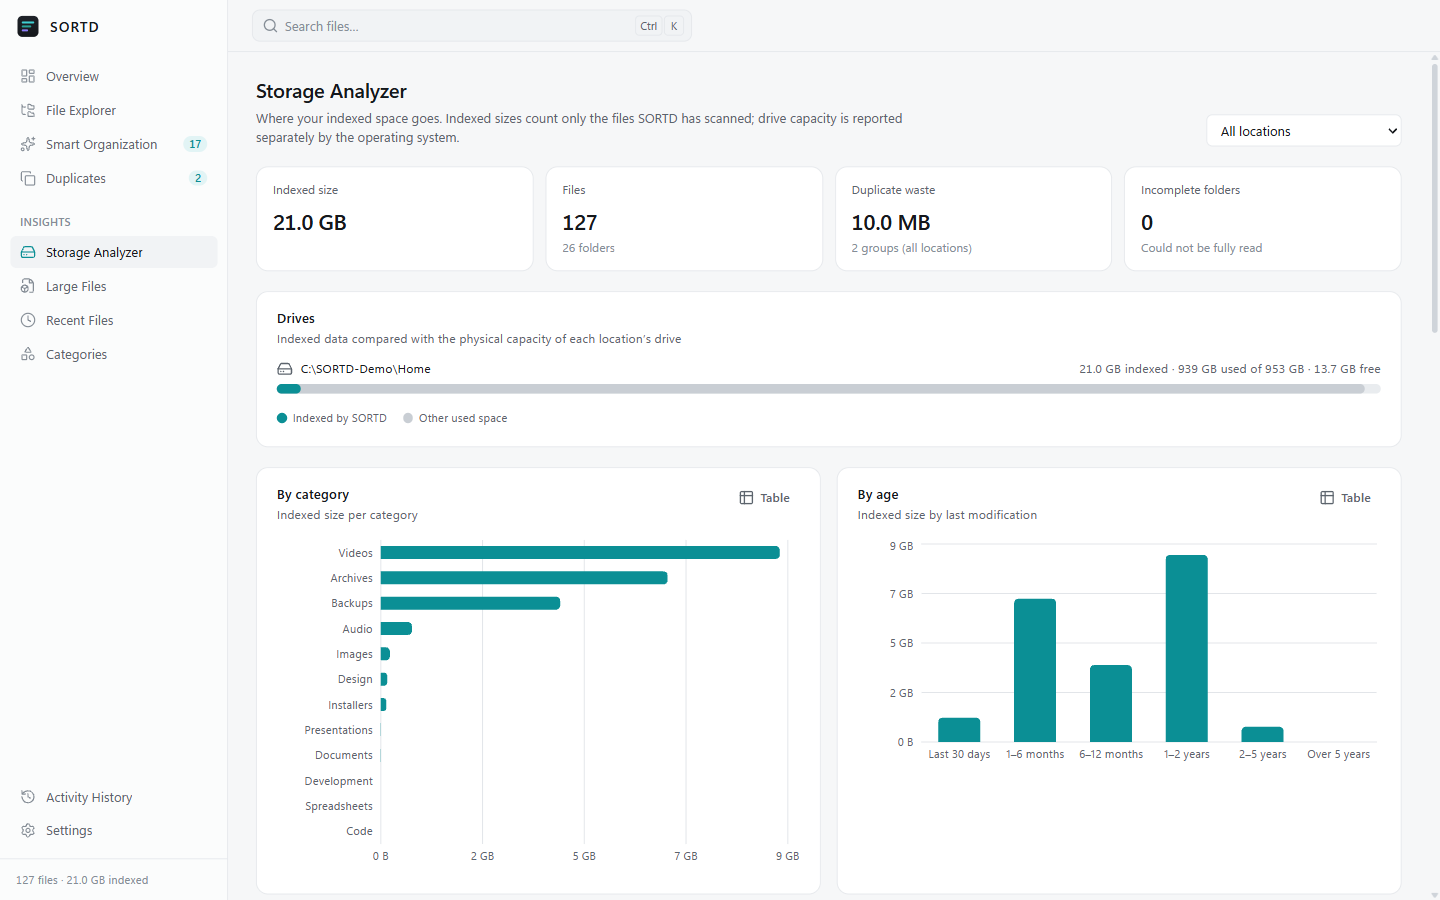 SORTD
Search files...
Ctrl K
Overview
File Explorer
Smart Organization 17
Duplicates 2
INSIGHTS
Storage Analyzer
Large Files
Recent Files
Categories
Activity History
Settings
127 files · 21.0 GB indexed
Storage Analyzer
Where your indexed space goes. Indexed sizes count only the files SORTD has scanned; drive capacity is reported
separately by the operating system.
All locations
Indexed size
21.0 GB
Files
127
26 folders
Duplicate waste
10.0 MB
2 groups (all locations)
Incomplete folders
0
Could not be fully read
Drives
Indexed data compared with the physical capacity of each location's drive
C:\SORTD-Demo\Home
21.0 GB indexed · 939 GB used of 953 GB · 13.7 GB free
Indexed by SORTD
Other used space
By category
Table
Indexed size per category
Videos
Archives
Backups
Audio
Images
Design
Installers
Presentations
Documents
Development
Spreadsheets
Code
0 B 2 GB 5 GB 7 GB 9 GB
By age
Table
Indexed size by last modification
9 GB
7 GB
5 GB
2 GB
0 B
Last 30 days 1–6 months 6–12 months 1–2 years 2–5 years Over 5 years